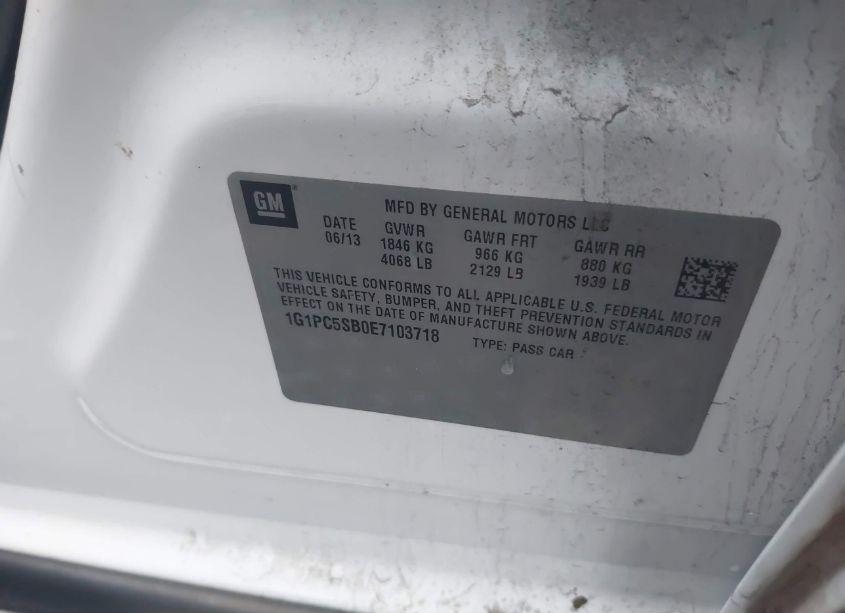 GM
MFD BY GENERAL MOTORS LLC
DATE GVWR GAWR FRT GAWR RR
06/13 1846 KG 966 KG 880 KG
4068 LB 2129 LB 1939 LB
THIS VEHICLE CONFORMS TO ALL APPLICABLE U.S. FEDERAL MOTOR
VEHICLE SAFETY, BUMPER, AND THEFT PREVENTION STANDARDS IN
EFFECT ON THE DATE OF MANUFACTURE SHOWN ABOVE.
1G1PC5SB0E7103718 TYPE: PASS CAR